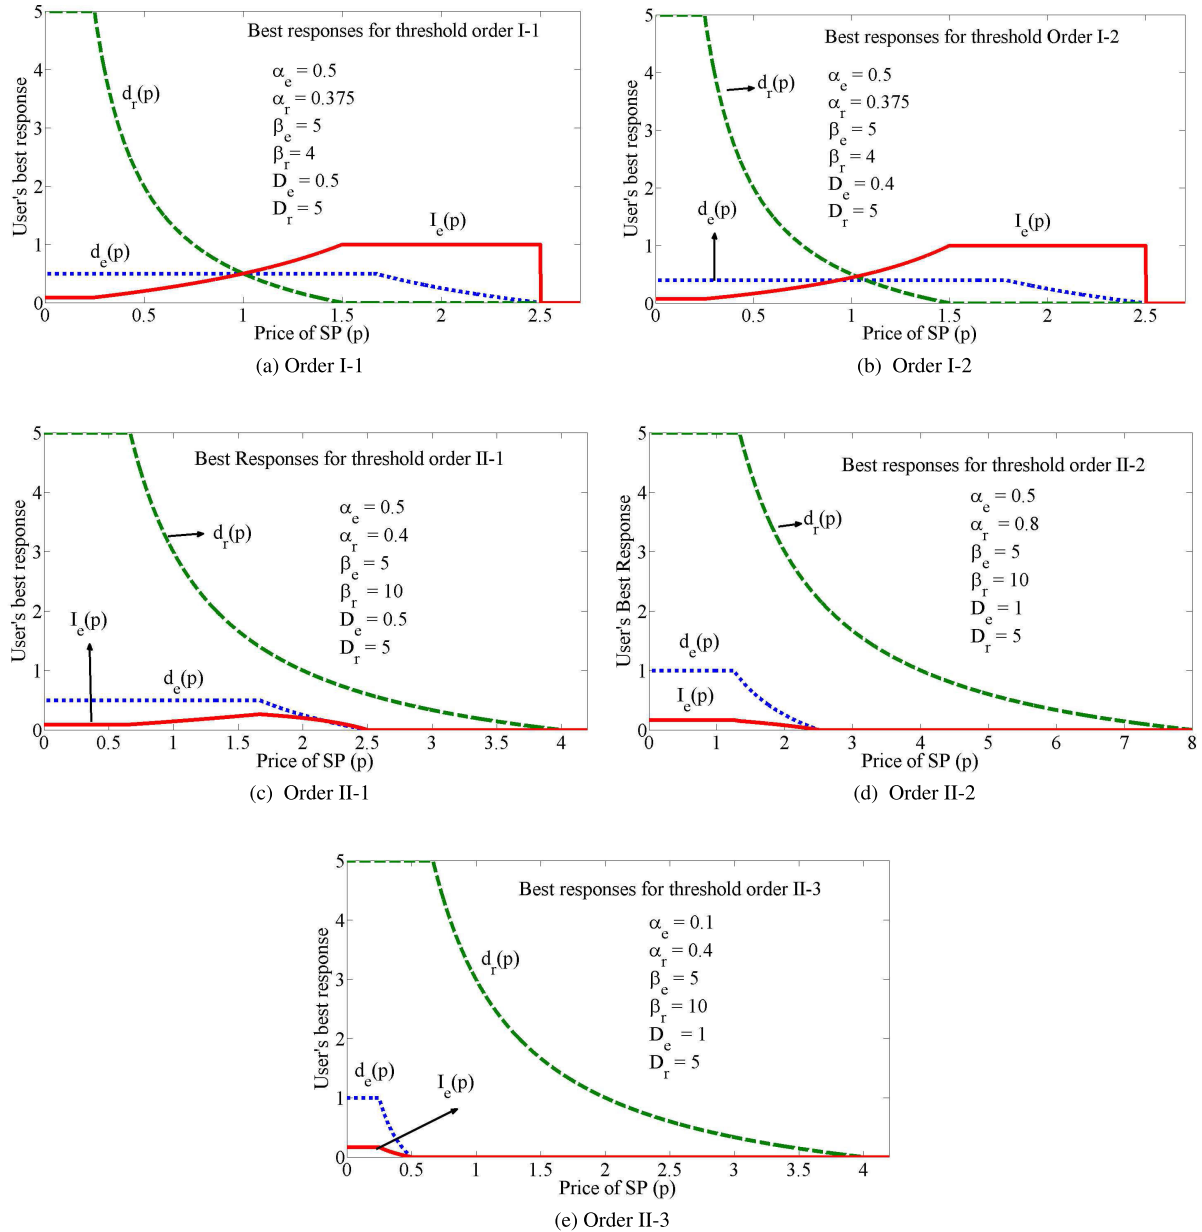 Best responses for threshold order I-1
α_e = 0.5
α_r = 0.375
β_e = 5
β_r = 4
D_e = 0.5
D_r = 5
d_r(p)
d_e(p)
I_e(p)
User's best response
5
4
3
2
1
0
0.5
1
1.5
2
2.5
Price of SP (p)
(a) Order I-1
Best responses for threshold Order I-2
α_e = 0.5
α_r = 0.375
β_e = 5
β_r = 4
D_e = 0.4
D_r = 5
d_r(p)
d_e(p)
I_e(p)
User's best response
5
4
3
2
1
0
0
0.5
1
1.5
2
2.5
Price of SP (p)
(b) Order I-2
Best Responses for threshold order II-1
α_e = 0.5
α_r = 0.4
β_e = 5
β_r = 10
D_e = 0.5
D_r = 5
d_r(p)
I_e(p)
d_e(p)
User's best response
5
4
3
2
1
0
0
0.5
1
1.5
2
2.5
3
3.5
4
Price of SP (p)
(c) Order II-1
Best responses for threshold order II-2
α_e = 0.5
α_r = 0.8
β_e = 5
β_r = 10
D_e = 1
D_r = 5
d_r(p)
d_e(p)
I_e(p)
User's Best Response
5
4
3
2
1
0
0
1
2
3
4
5
6
7
8
Price of SP (p)
(d) Order II-2
Best responses for threshold order II-3
α_e = 0.1
α_r = 0.4
β_e = 5
β_r = 10
D_e = 1
D_r = 5
d_r(p)
d_e(p)
I_e(p)
User's best response
5
4
3
2
1
0
0
0.5
1
1.5
2
2.5
3
3.5
4
Price of SP (p)
(e) Order II-3